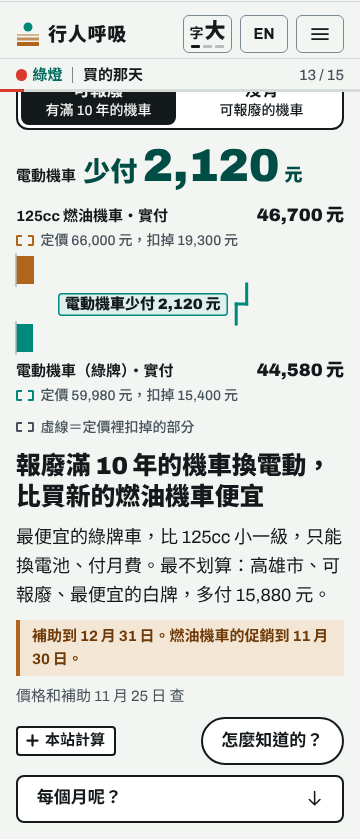 行人呼吸
字大
EN
綠燈 | 買的那天
13 / 15
有滿 10 年的機車
可報廢的機車
電動機車 少付 2,120 元
125cc 燃油機車・實付 46,700 元
定價 66,000 元，扣掉 19,300 元
電動機車少付 2,120 元
電動機車（綠牌）・實付 44,580 元
定價 59,980 元，扣掉 15,400 元
虛線＝定價裡扣掉的部分
報廢滿 10 年的機車換電動，
比買新的燃油機車便宜
最便宜的綠牌車，比 125cc 小一級，只能
換電池、付月費。最不划算：高雄市、可
報廢、最便宜的白牌，多付 15,880 元。
補助到 12 月 31 日。燃油機車的促銷到 11 月
30 日。
價格和補助 11 月 25 日 查
+ 本站計算
怎麼知道的？
每個月呢？ ↓